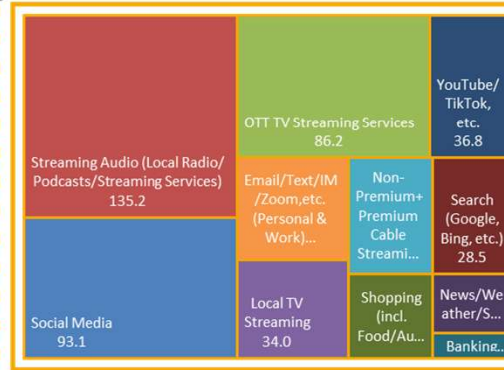 Streaming Audio (Local Radio/
Podcasts/Streaming Services)
135.2
Social Media
93.1
OTT TV Streaming Services
86.2
Email/Text/IM
/Zoom,etc.
(Personal &
Work)...
Local TV
Streaming
34.0
Non-
Premium+
Premium
Cable
Streami...
Shopping
(incl.
Food/Au...
YouTube/
TikTok,
etc.
36.8
Search
(Google,
Bing, etc.)
28.5
News/We
ather/S...
Banking...